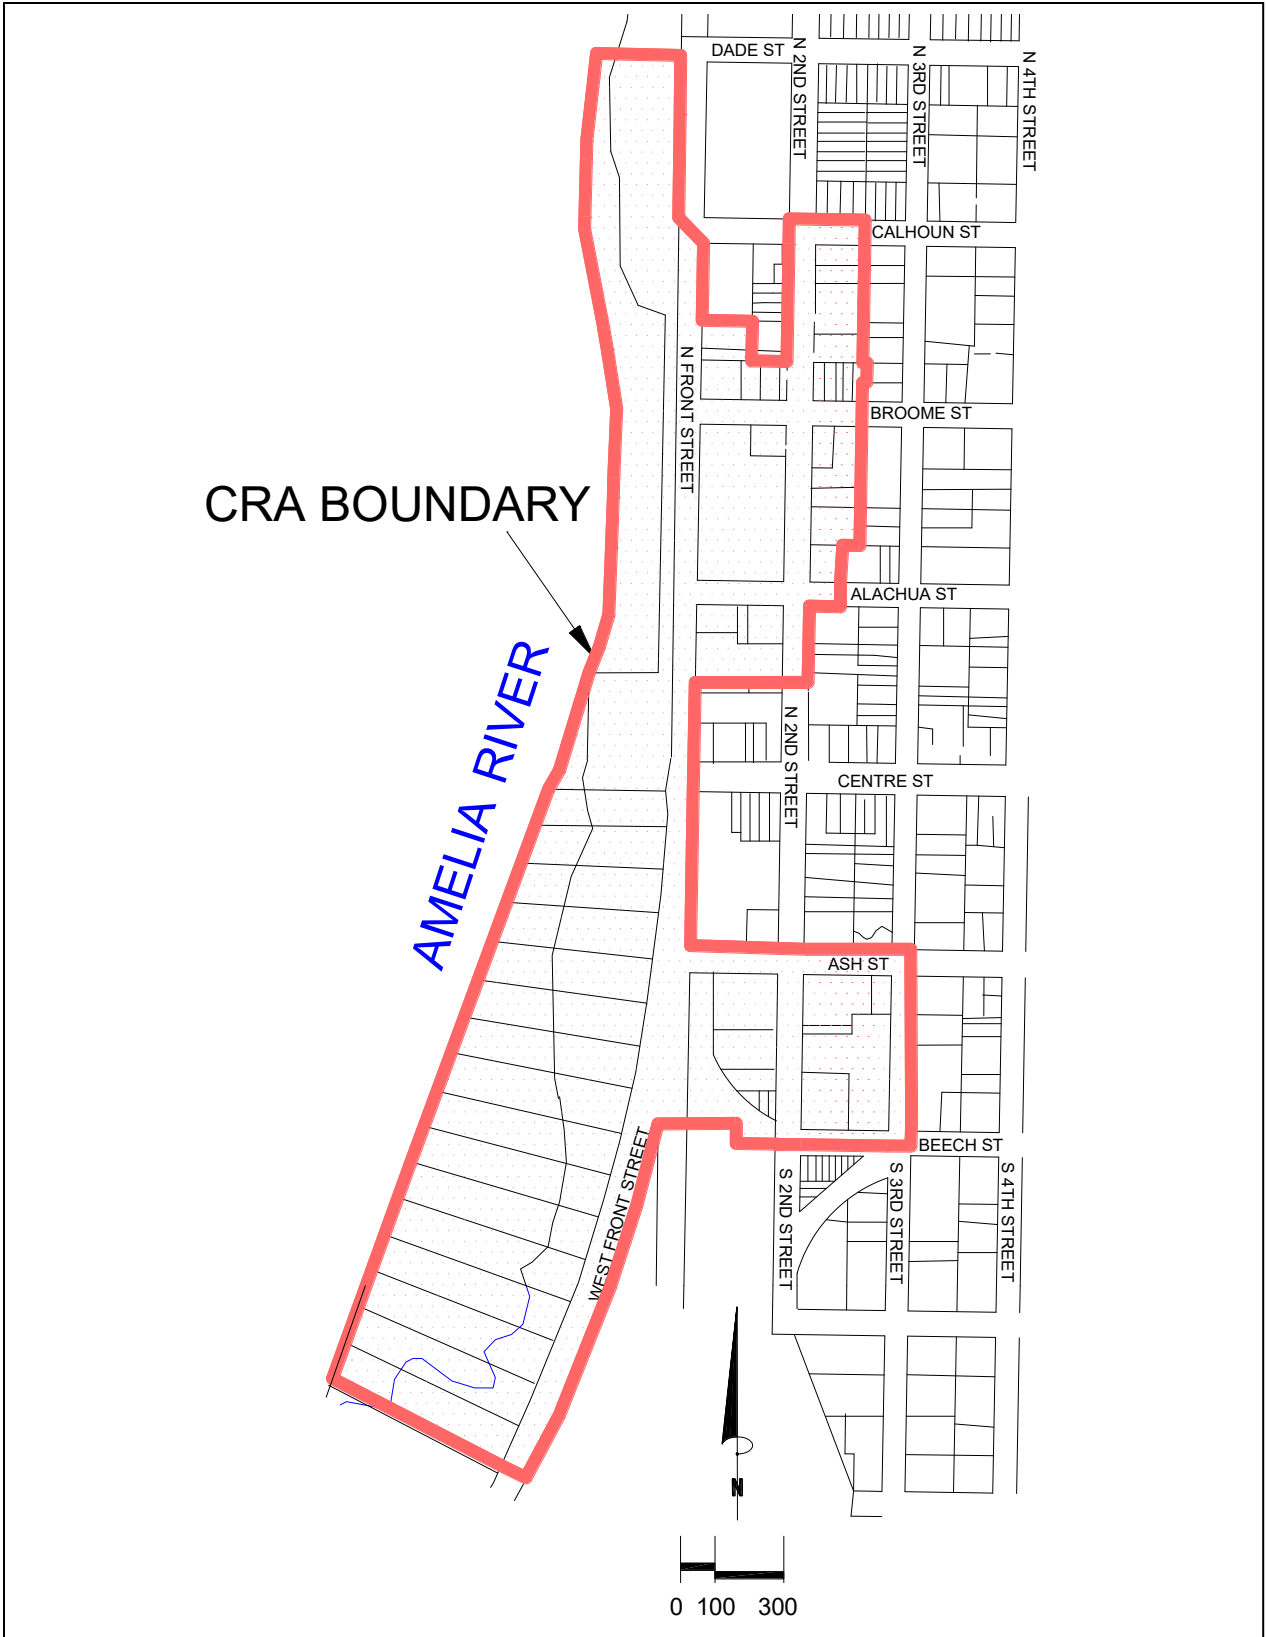 DADE ST
N 2ND STREET
N 3RD STREET
N 4TH STREET
CALHOUN ST
N FRONT STREET
BROOME ST
CRA BOUNDARY
ALACHUA ST
AMELIA RIVER
N 2ND STREET
CENTRE ST
ASH ST
BEECH ST
WEST FRONT STREET
S 2ND STREET
S 3RD STREET
S 4TH STREET
N
0 100 300